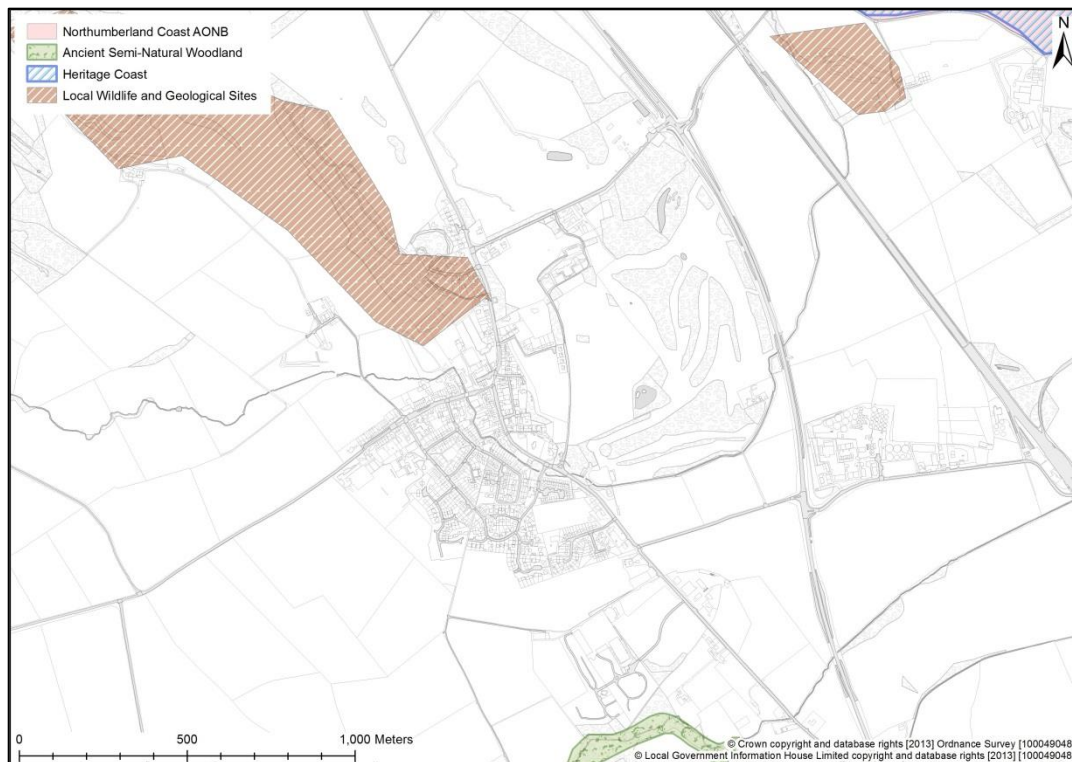 Northumberland Coast AONB
Ancient Semi-Natural Woodland
Heritage Coast
Local Wildlife and Geological Sites
N
0 500 1,000 Meters
© Crown copyright and database rights [2013] Ordnance Survey [100049048
© Local Government Information House Limited copyright and database rights [2013] [100049048